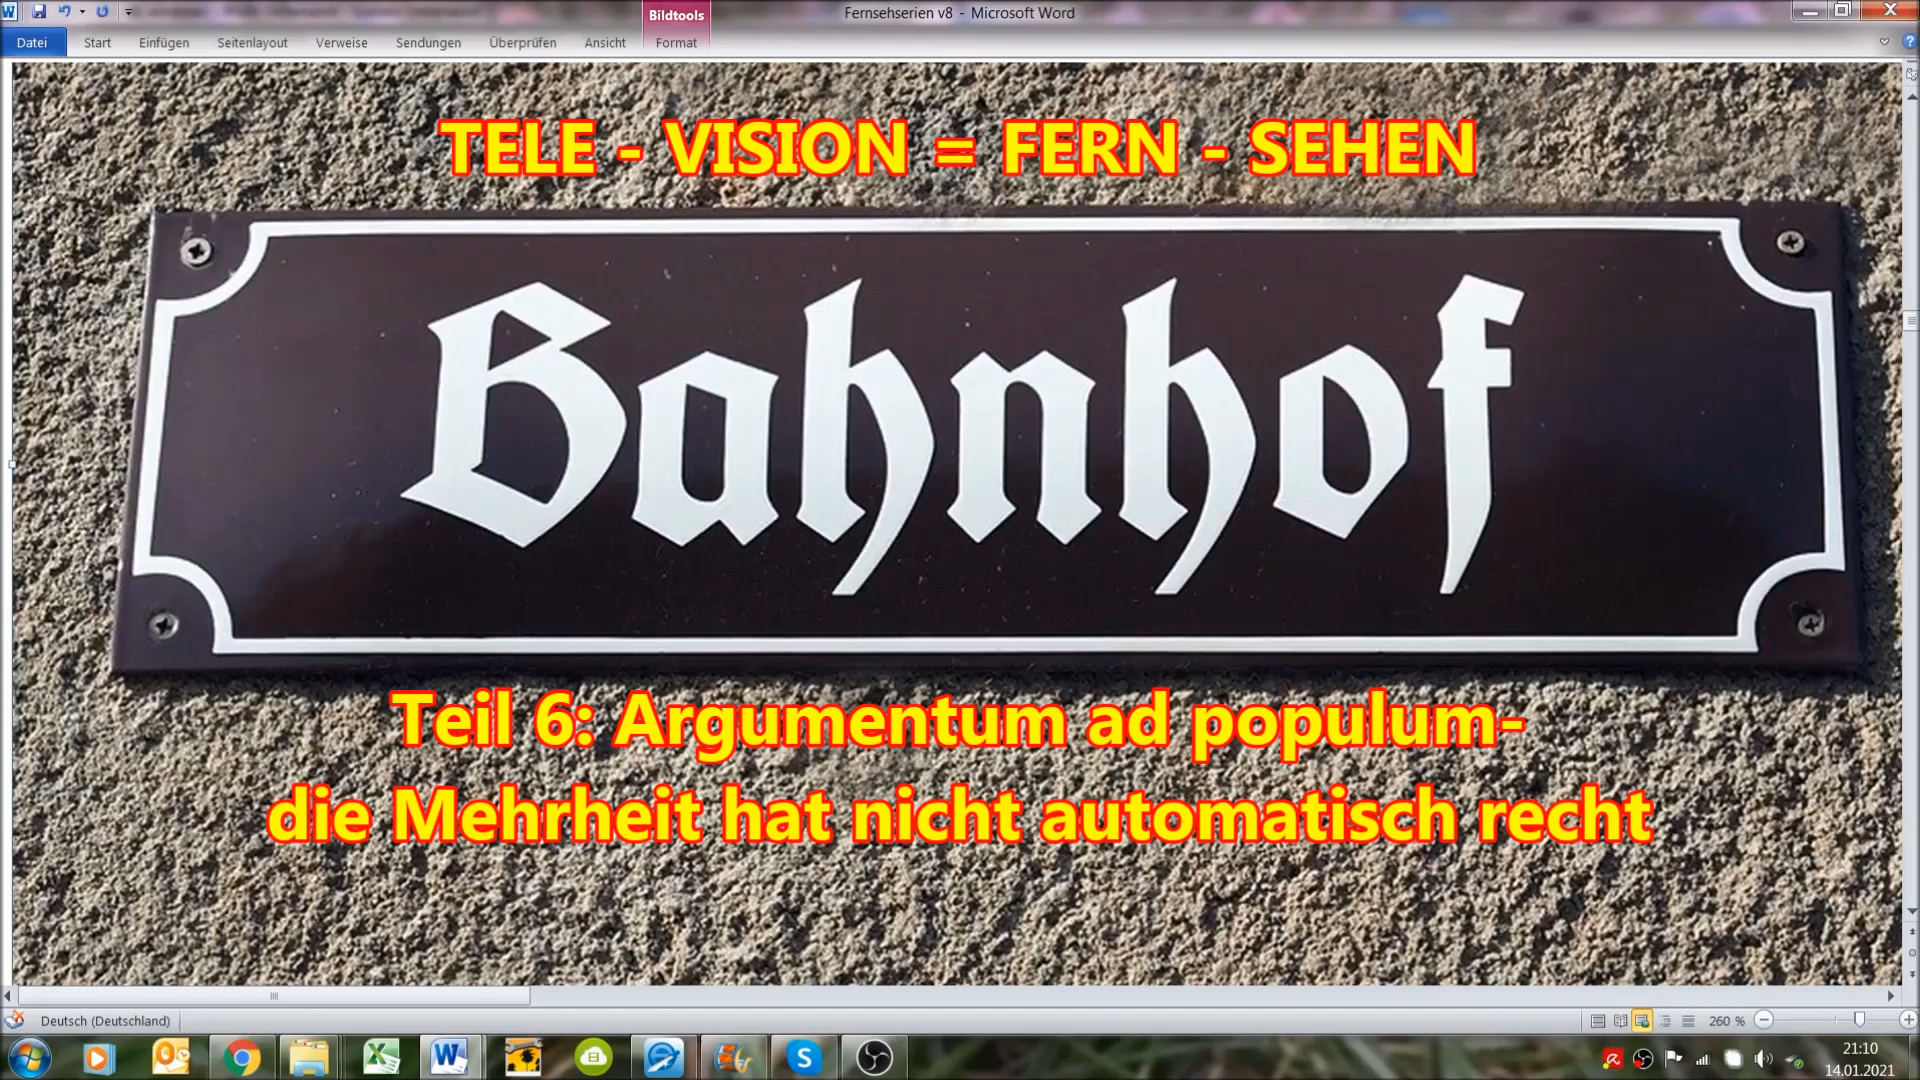 Fernsehserien v8 - Microsoft Word
Bildtools
Datei Start Einfügen Seitenlayout Verweise Sendungen Überprüfen Ansicht Format
TELE - VISION = FERN - SEHEN
Bahnhof
Teil 6: Argumentum ad populum-
die Mehrheit hat nicht automatisch recht
Deutsch (Deutschland)
260 %
21:10
14.01.2021